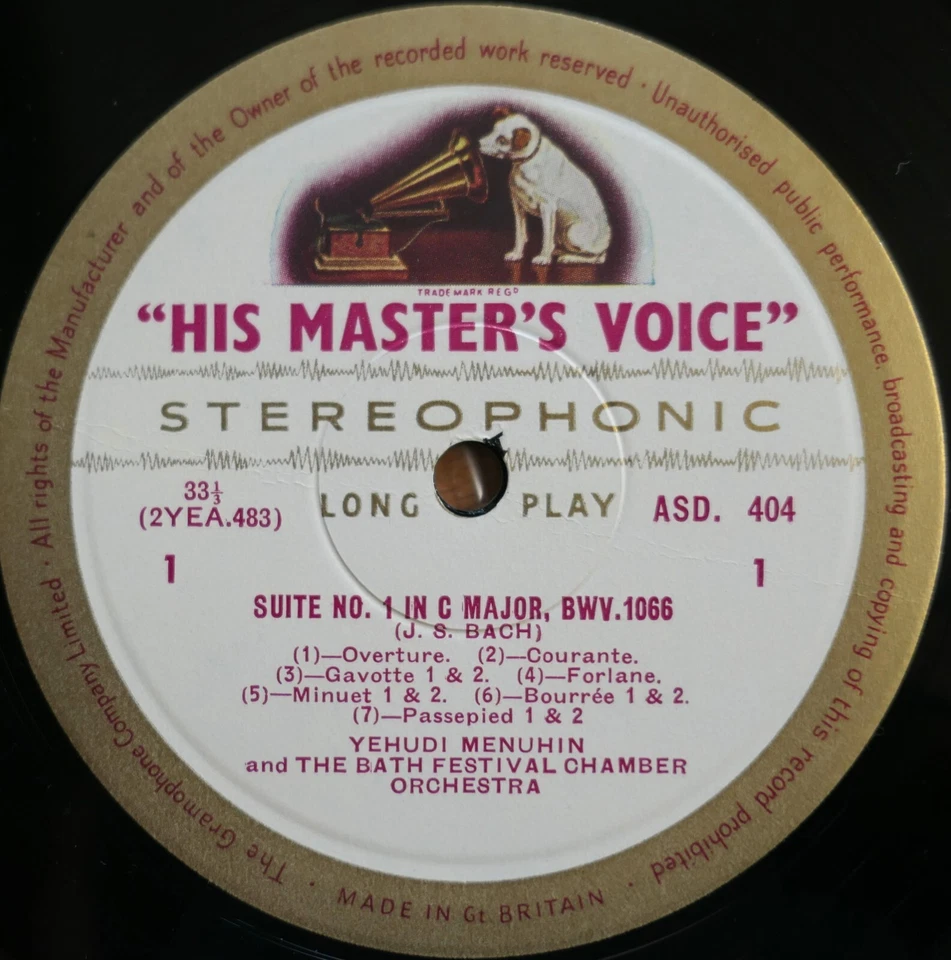 The Gramophone Company Limited · All rights of the Manufacturer and of the Owner of the recorded work reserved · Unauthorised public performance, broadcasting and copying of this record prohibited ·
TRADE MARK REGD
“HIS MASTER'S VOICE”
STEREOPHONIC
33⅓
(2YEA.483)
LONG PLAY
ASD. 404
1
1
SUITE NO. 1 IN C MAJOR, BWV.1066
(J. S. BACH)
(1)—Overture. (2)—Courante.
(3)—Gavotte 1 & 2. (4)—Forlane.
(5)—Minuet 1 & 2. (6)—Bourrée 1 & 2.
(7)—Passepied 1 & 2
YEHUDI MENUHIN
and THE BATH FESTIVAL CHAMBER
ORCHESTRA
MADE IN Gt BRITAIN